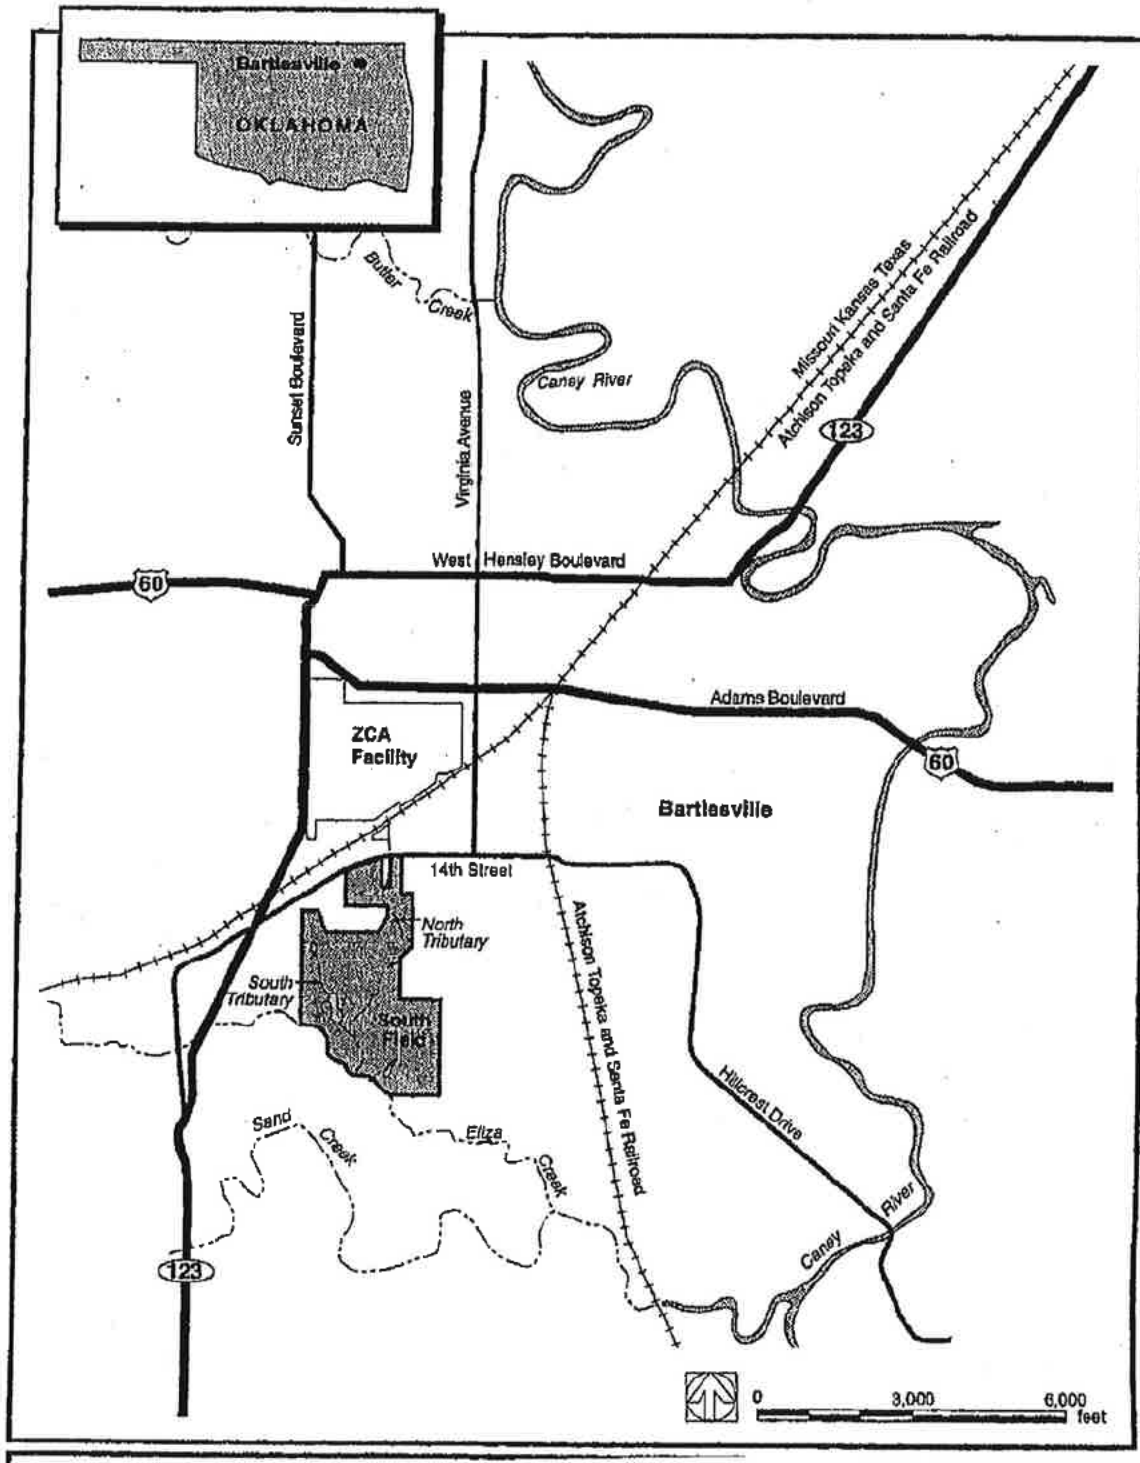 Bartlesville
OKLAHOMA
Butler
Creek
Sunset Boulevard
Virginia Avenue
Caney River
Missouri Kansas Texas
Atchison Topeka and Santa Fe Railroad
123
West Hensley Boulevard
60
Adams Boulevard
ZCA
Facility
60
Bartlesville
14th Street
North
Tributary
South
Tributary
South
Field
Atchison Topeka and Santa Fe Railroad
Hillcrest Drive
Sand
Creek
Eliza
Creek
Caney
River
123
0
3,000
6,000
feet